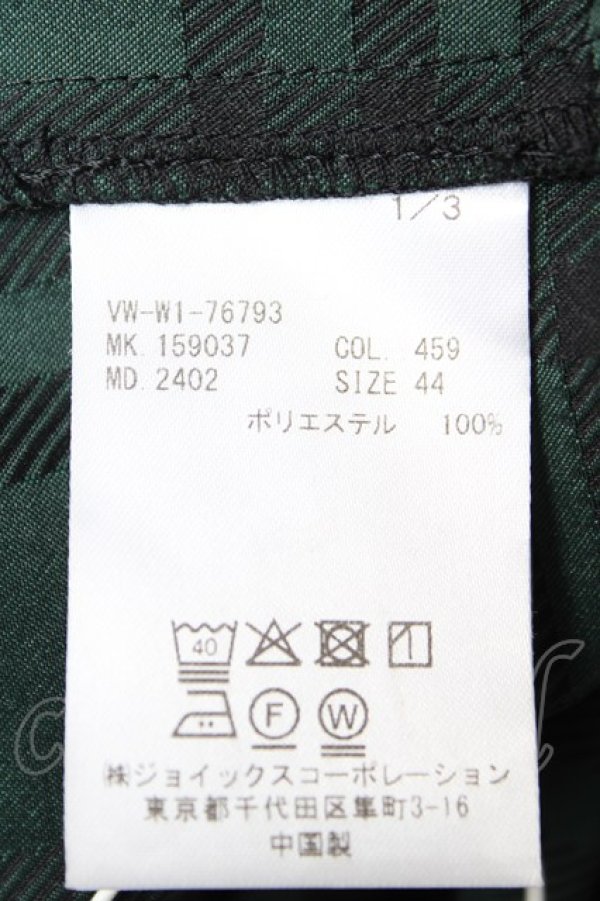 1/3
VW-W1-76793
MK. 159037 COL. 459
MD. 2402 SIZE 44
ポリエステル 100%
40
F W
㈱ジョイックスコーポレーション
東京都千代田区隼町3-16
中国製